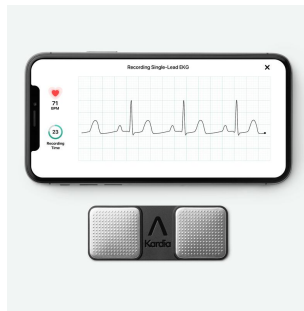 Recording Single-Lead EKG
71
BPM
23
Recording
Time
Kardia